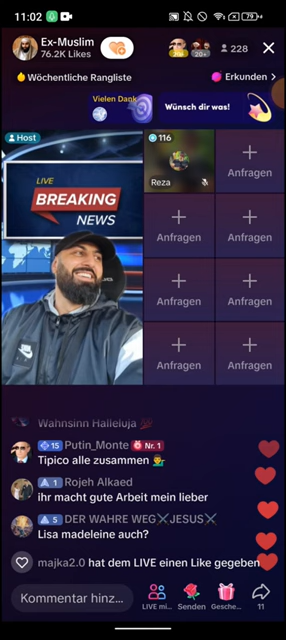 11:02
79
Ex-Muslim
76.2K Likes
20+
228
Wöchentliche Rangliste
Erkunden
Vielen Dank
Wünsch dir was!
Host
LIVE
BREAKING
NEWS
116
Reza
Anfragen
Anfragen
Anfragen
Anfragen
Anfragen
Anfragen
Anfragen
Wahnsinn Halleluja 💯
15 Putin_Monte Nr. 1
Tipico alle zusammen 💁‍♂️
1 Rojeh Alkaed
ihr macht gute Arbeit mein lieber
5 DER WAHRE WEG⚔JESUS⚔
Lisa madeleine auch?
majka2.0 hat dem LIVE einen Like gegeben
Kommentar hinz...
LIVE mi...
Senden
Gesche...
11